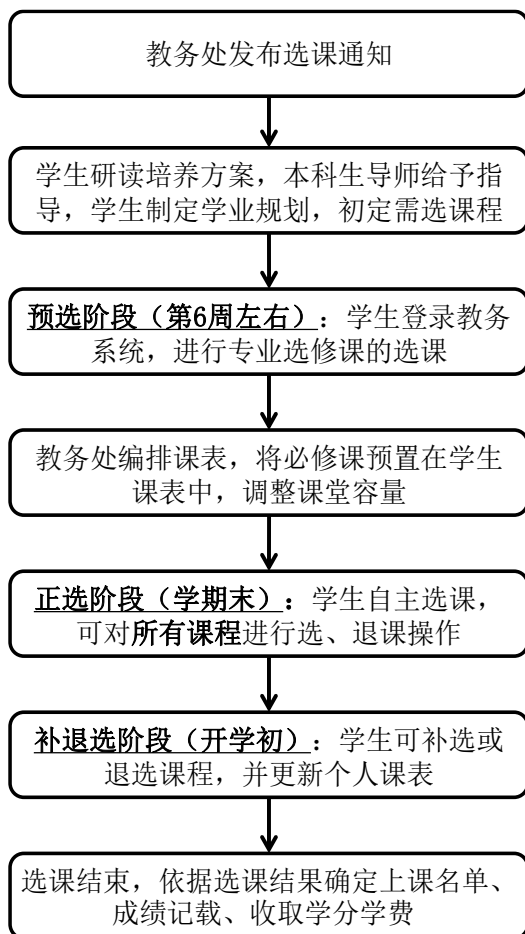 教务处发布选课通知
学生研读培养方案，本科生导师给予指
导，学生制定学业规划，初定需选课程
预选阶段（第6周左右）：学生登录教务
系统，进行专业选修课的选课
教务处编排课表，将必修课预置在学生
课表中，调整课堂容量
正选阶段（学期末）：学生自主选课，
可对所有课程进行选、退课操作
补退选阶段（开学初）：学生可补选或
退选课程，并更新个人课表
选课结束，依据选课结果确定上课名单、
成绩记载、收取学分学费